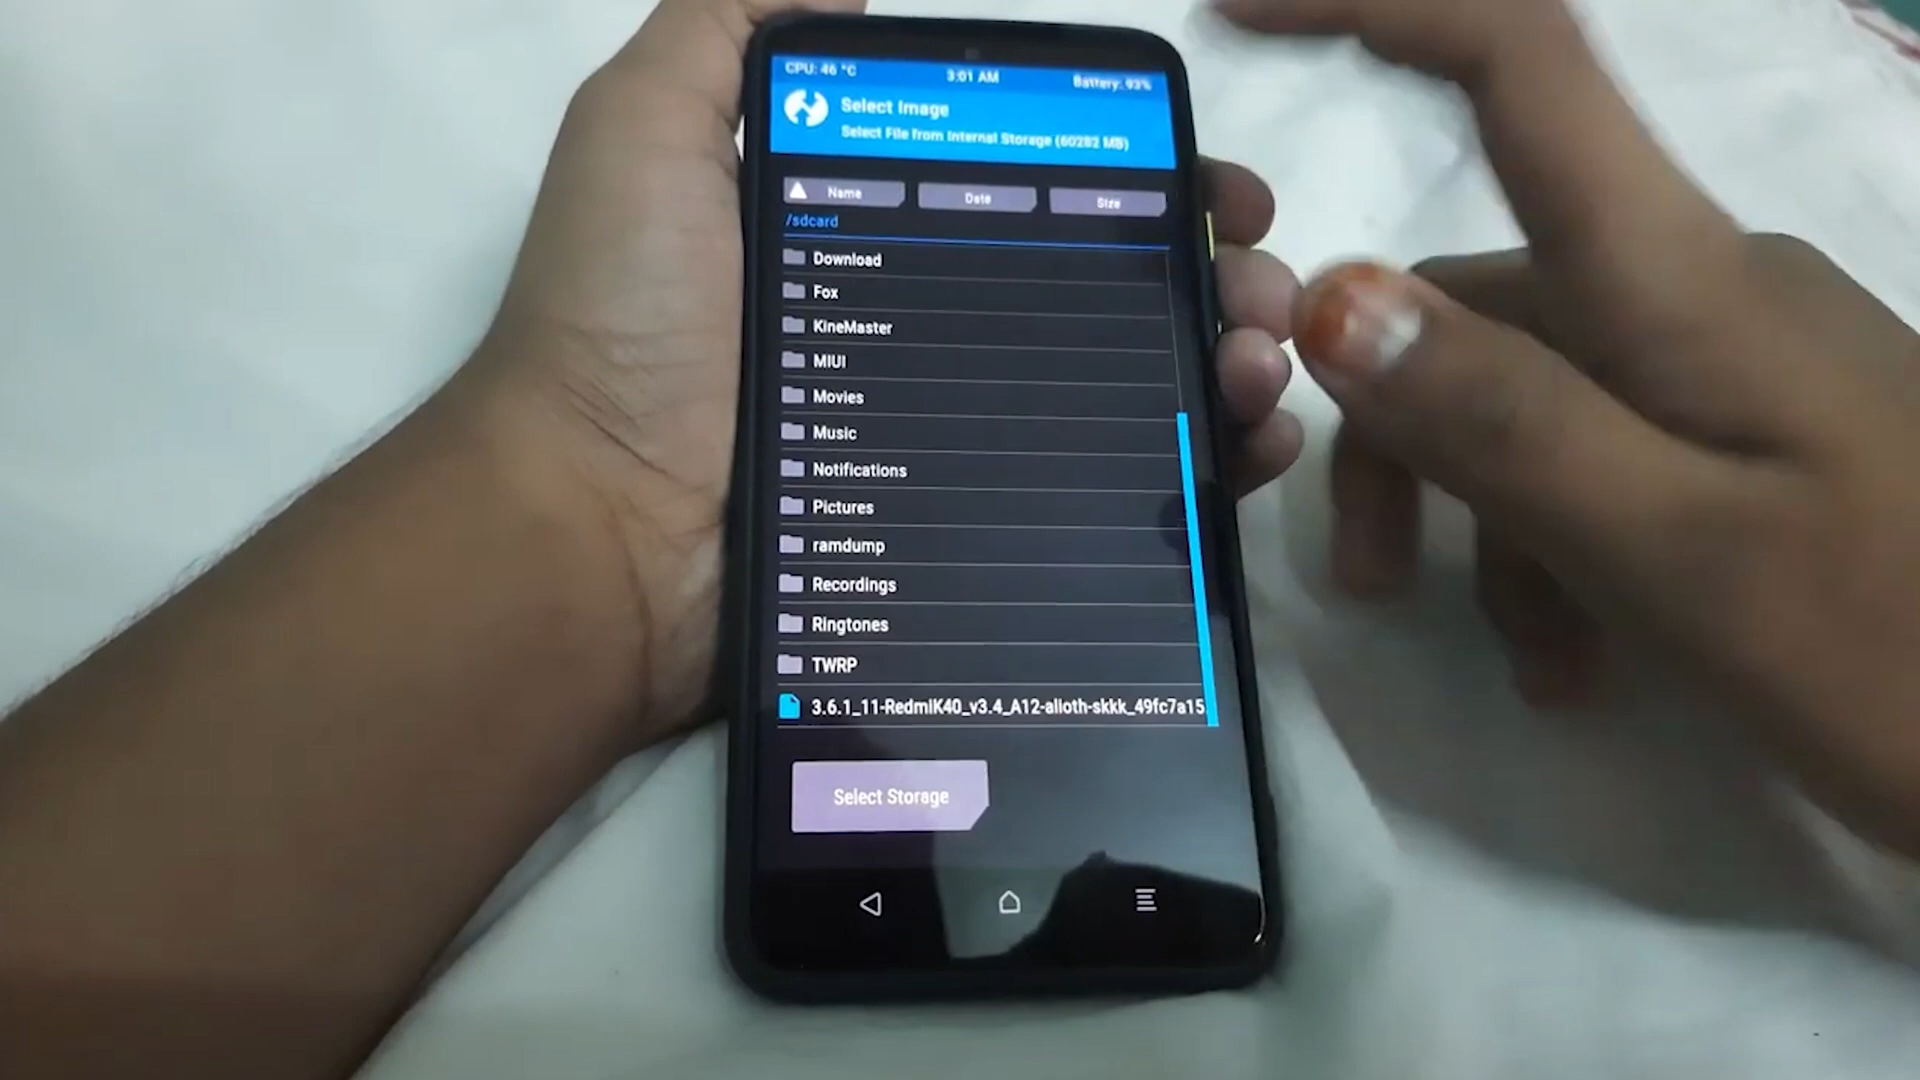 CPU: 46 °C
3:01 AM
Battery: 93%
Select Image
Select File from Internal Storage (60282 MB)
Name
Date
Size
/sdcard
Download
Fox
KineMaster
MIUI
Movies
Music
Notifications
Pictures
ramdump
Recordings
Ringtones
TWRP
3.6.1_11-RedmiK40_v3.4_A12-alioth-skkk_49fc7a15
Select Storage